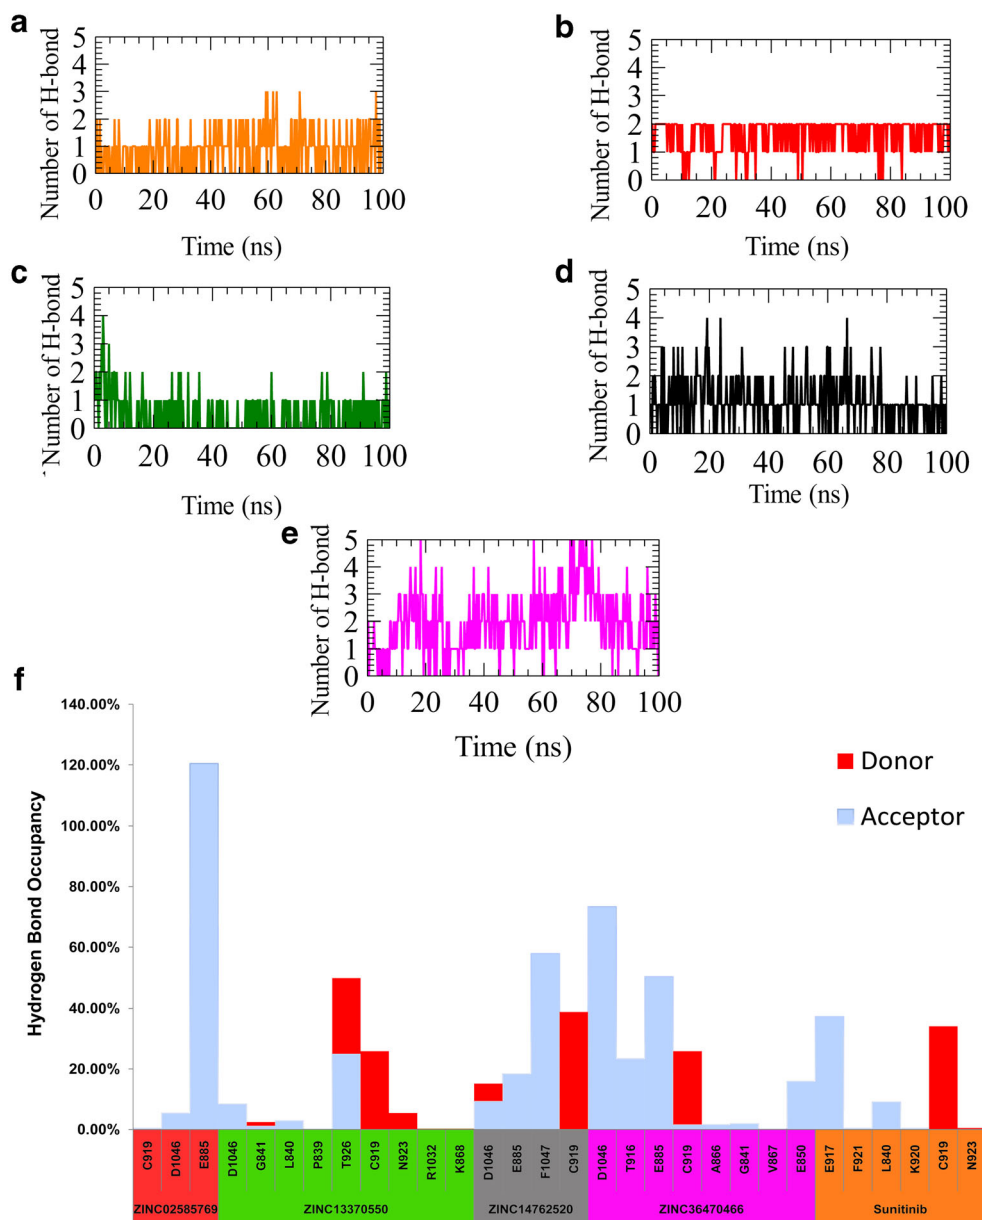 a
b
Number of H-bond
5
4
3
2
1
0
0 20 40 60 80 100
Time (ns)
Number of H-bond
5
4
3
2
1
0
0 20 40 60 80 100
Time (ns)
c
d
Number of H-bond
5
4
3
2
1
0
0 20 40 60 80 100
Time (ns)
Number of H-bond
5
4
3
2
1
0
0 20 40 60 80 100
Time (ns)
e
Number of H-bond
5
4
3
2
1
0
0 20 40 60 80 100
Time (ns)
f
Hydrogen Bond Occupancy
140.00%
120.00%
100.00%
80.00%
60.00%
40.00%
20.00%
0.00%
Donor
Acceptor
C919 D1046 E885 D1046 G841 L840 P839 T926 C919 N923 R1032 K868 D1046 E885 F1047 C919 D1046 T916 E885 C919 A866 G841 V867 E850 E917 F921 L840 K920 C919 N923
ZINC02585769 ZINC13370550 ZINC14762520 ZINC36470466 Sunitinib